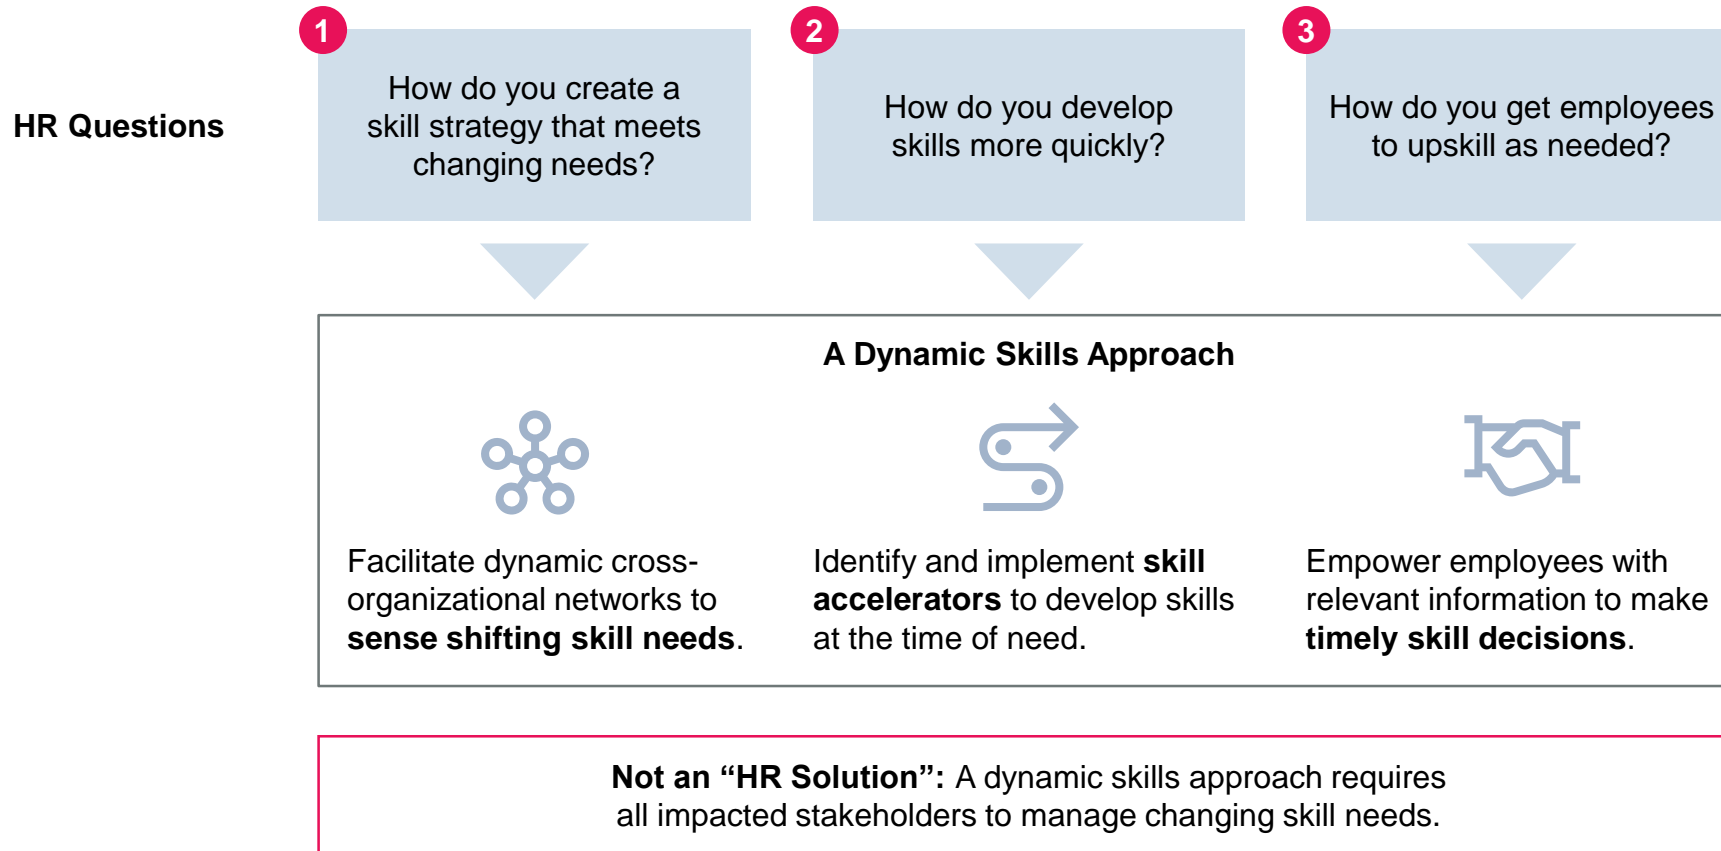 1
2
3
HR Questions
How do you create a
skill strategy that meets
changing needs?
How do you develop
skills more quickly?
How do you get employees
to upskill as needed?
A Dynamic Skills Approach
Facilitate dynamic cross-
organizational networks to
sense shifting skill needs.
Identify and implement skill
accelerators to develop skills
at the time of need.
Empower employees with
relevant information to make
timely skill decisions.
Not an “HR Solution”: A dynamic skills approach requires
all impacted stakeholders to manage changing skill needs.